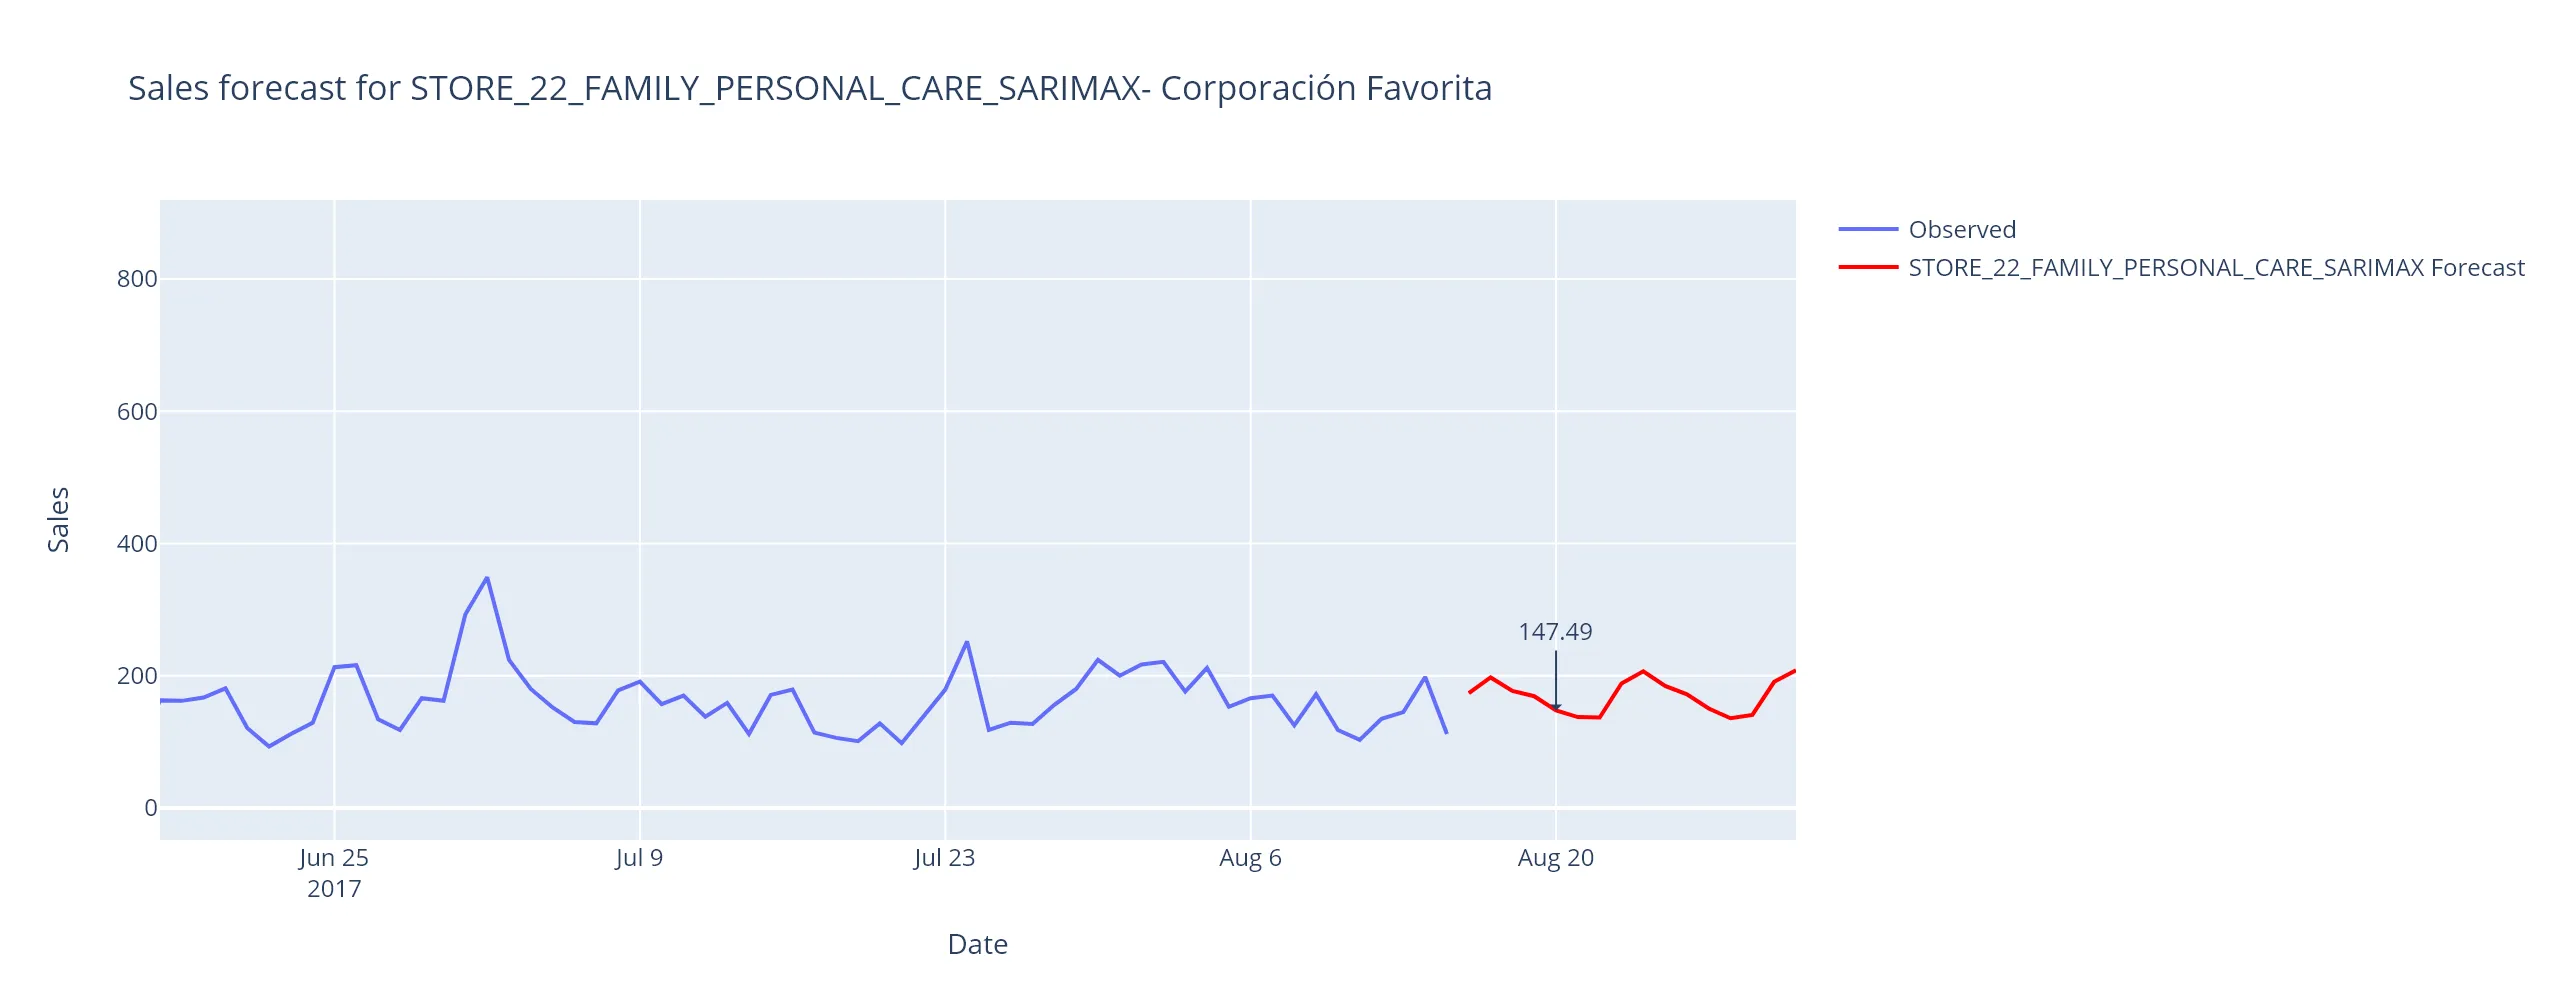 Sales forecast for STORE_22_FAMILY_PERSONAL_CARE_SARIMAX- Corporación Favorita
Observed
STORE_22_FAMILY_PERSONAL_CARE_SARIMAX Forecast
800
600
400
200
0
Sales
147.49
Jun 25
2017
Jul 9
Jul 23
Aug 6
Aug 20
Date